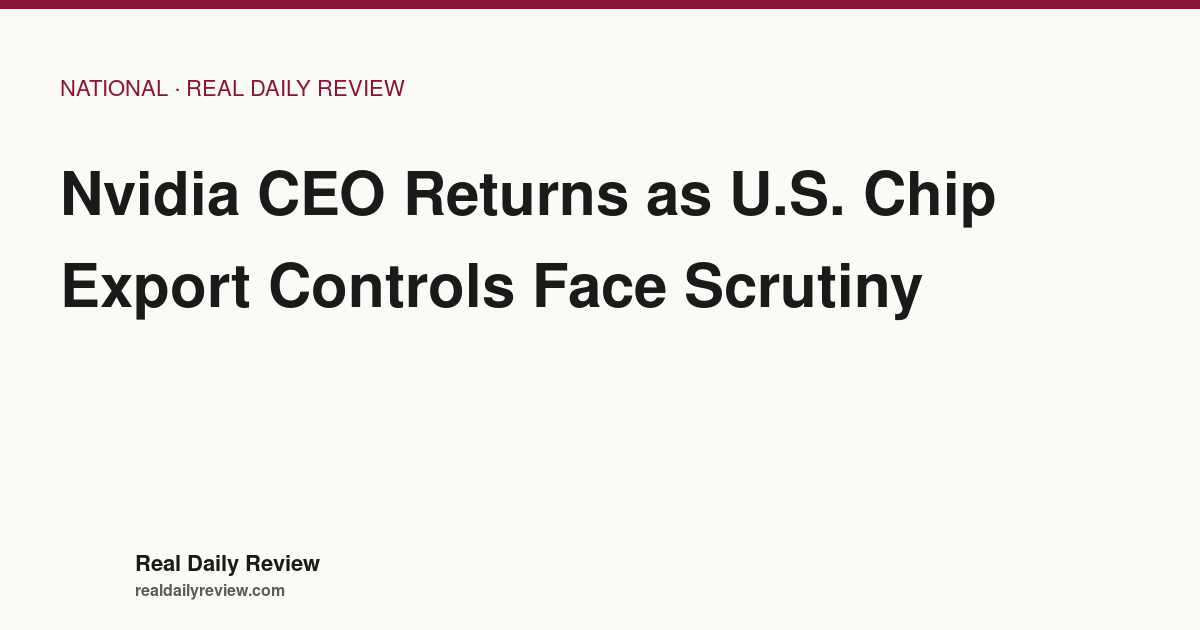 NATIONAL · REAL DAILY REVIEW
Nvidia CEO Returns as U.S. Chip
Export Controls Face Scrutiny
Real Daily Review
realdailyreview.com